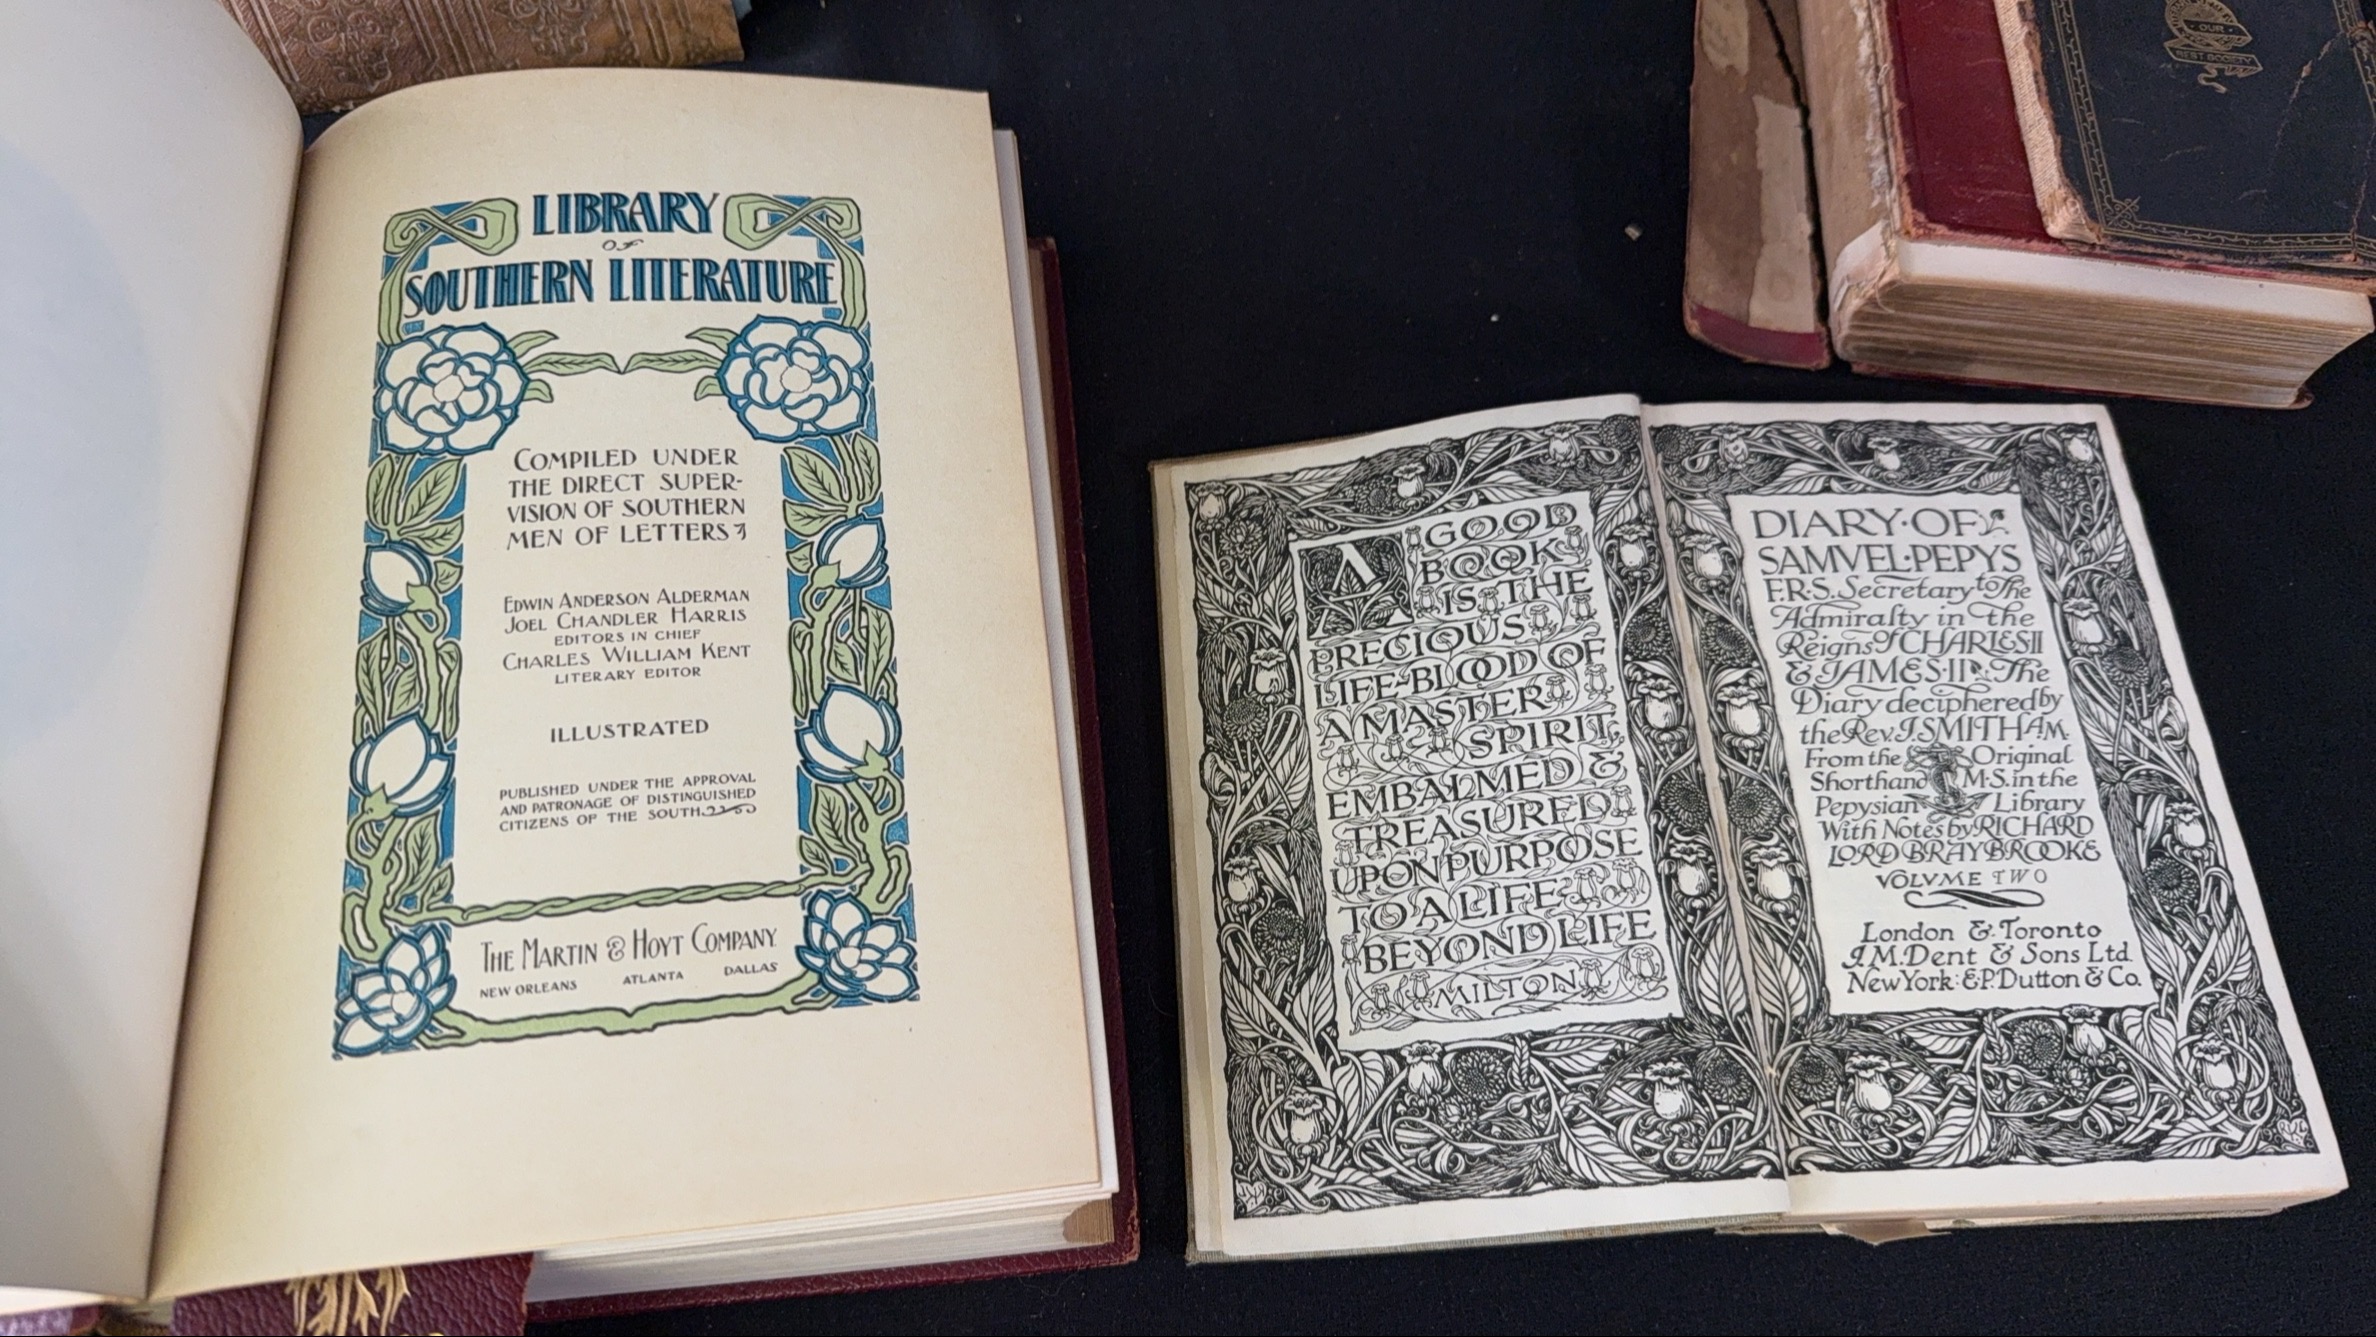 LIBRARY
OF
SOUTHERN LITERATURE
COMPILED UNDER
THE DIRECT SUPER-
VISION OF SOUTHERN
MEN OF LETTERS
EDWIN ANDERSON ALDERMAN
JOEL CHANDLER HARRIS
EDITORS IN CHIEF
CHARLES WILLIAM KENT
LITERARY EDITOR
ILLUSTRATED
PUBLISHED UNDER THE APPROVAL
AND PATRONAGE OF DISTINGUISHED
CITIZENS OF THE SOUTH
THE MARTIN & HOYT COMPANY
NEW ORLEANS ATLANTA DALLAS
A GOOD
BOOK
IS THE
PRECIOUS
LIFE-BLOOD OF
A MASTER
SPIRIT,
EMBALMED &
TREASURED
UPON PURPOSE
TO A LIFE
BEYOND LIFE
MILTON
DIARY·OF
SAMVEL·PEPYS
F.R.S. Secretary to The
Admiralty in the
Reigns of CHARLES II
& JAMES·II The
Diary deciphered by
the Rev. J. SMITH A.M.
From the Original
Shorthand M·S. in the
Pepysian Library
With Notes by RICHARD
LORD BRAYBROOKE
VOLVME TWO
London & Toronto
J. M. Dent & Sons Ltd.
New York: E. P. Dutton & Co.
OUR
BEST SOCIETY